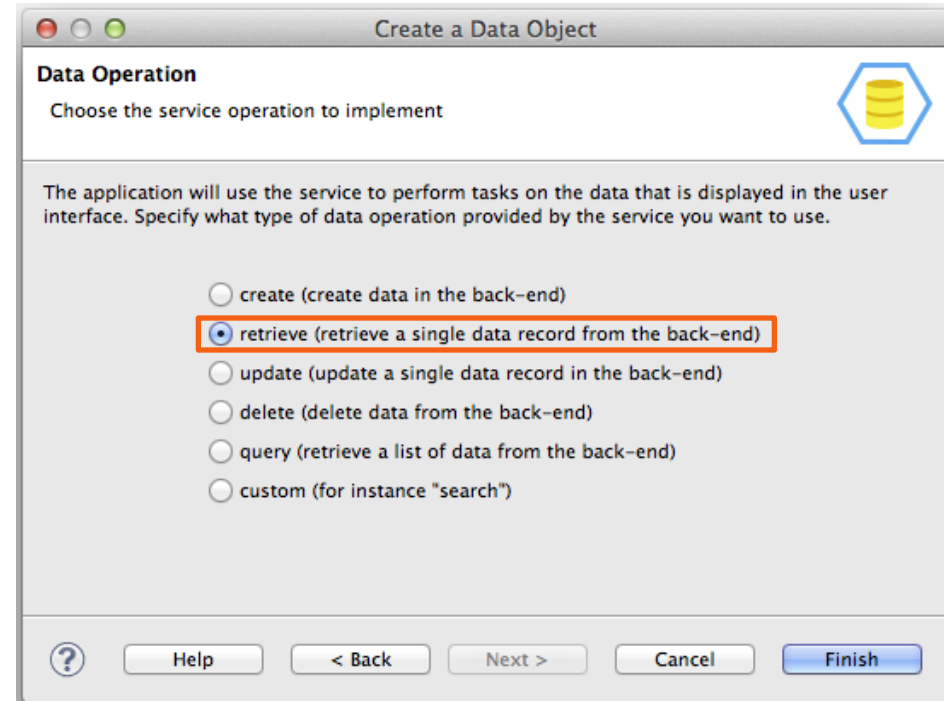 Create a Data Object
Data Operation
Choose the service operation to implement
The application will use the service to perform tasks on the data that is displayed in the user
interface. Specify what type of data operation provided by the service you want to use.
create (create data in the back-end)
retrieve (retrieve a single data record from the back-end)
update (update a single data record in the back-end)
delete (delete data from the back-end)
query (retrieve a list of data from the back-end)
custom (for instance "search")
? Help < Back Next > Cancel Finish